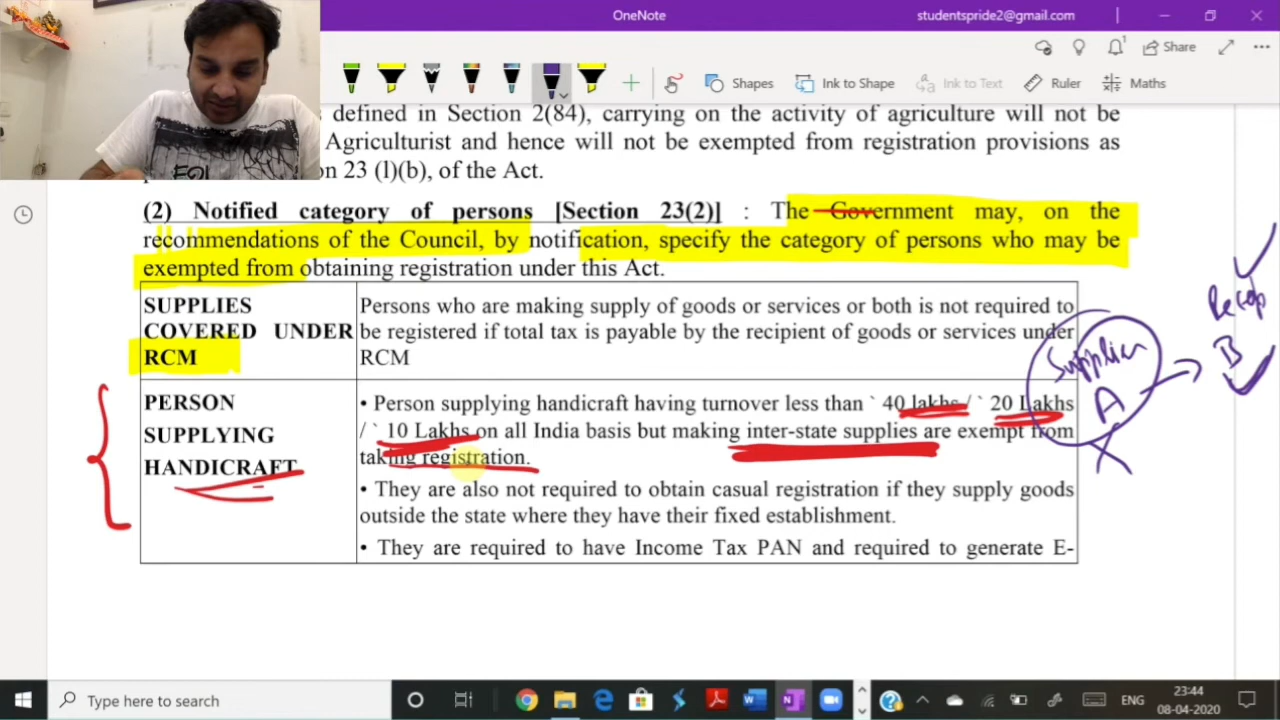 OneNote
studentspride2@gmail.com
Share
Shapes
Ink to Shape
Ink to Text
Ruler
Maths
defined in Section 2(84), carrying on the activity of agriculture will not be
Agriculturist and hence will not be exempted from registration provisions as
on 23 (l)(b), of the Act.
(2) Notified category of persons [Section 23(2)] : The Government may, on the
recommendations of the Council, by notification, specify the category of persons who may be
exempted from obtaining registration under this Act.
SUPPLIES COVERED UNDER RCM
Persons who are making supply of goods or services or both is not required to
be registered if total tax is payable by the recipient of goods or services under
RCM
PERSON
SUPPLYING
HANDICRAFT
• Person supplying handicraft having turnover less than ` 40 lakhs / ` 20 Lakhs
/ ` 10 Lakhs on all India basis but making inter-state supplies are exempt from
taking registration.
• They are also not required to obtain casual registration if they supply goods
outside the state where they have their fixed establishment.
• They are required to have Income Tax PAN and required to generate E-
Supplier
A
B
Type here to search
ENG
23:44
08-04-2020